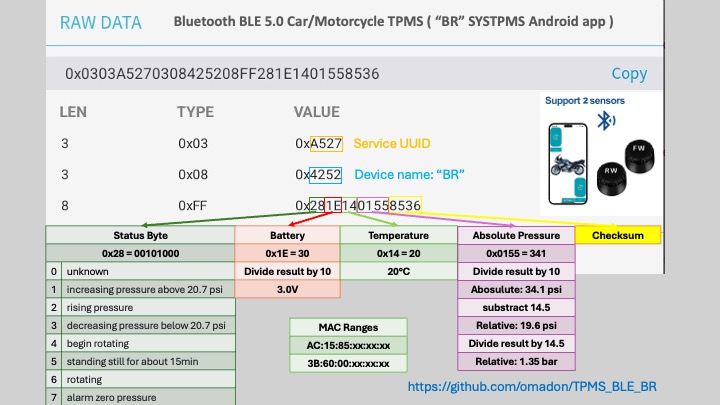 RAW DATA
Bluetooth BLE 5.0 Car/Motorcycle TPMS ( “BR” SYSTPMS Android app )
0x0303A5270308425208FF281E1401558536
Copy
LEN TYPE VALUE
3 0x03 0xA527 Service UUID
3 0x08 0x4252 Device name: “BR”
8 0xFF 0x281E1401558536
Support 2 sensors
FW
RW
Status Byte
0x28 = 00101000
0 unknown
1 increasing pressure above 20.7 psi
2 rising pressure
3 decreasing pressure below 20.7 psi
4 begin rotating
5 standing still for about 15min
6 rotating
7 alarm zero pressure
Battery
0x1E = 30
Divide result by 10
3.0V
Temperature
0x14 = 20
20°C
Absolute Pressure
0x0155 = 341
Divide result by 10
Abosulute: 34.1 psi
substract 14.5
Relative: 19.6 psi
Divide result by 14.5
Relative: 1.35 bar
Checksum
MAC Ranges
AC:15:85:xx:xx:xx
3B:60:00:xx:xx:xx
https://github.com/omadon/TPMS_BLE_BR